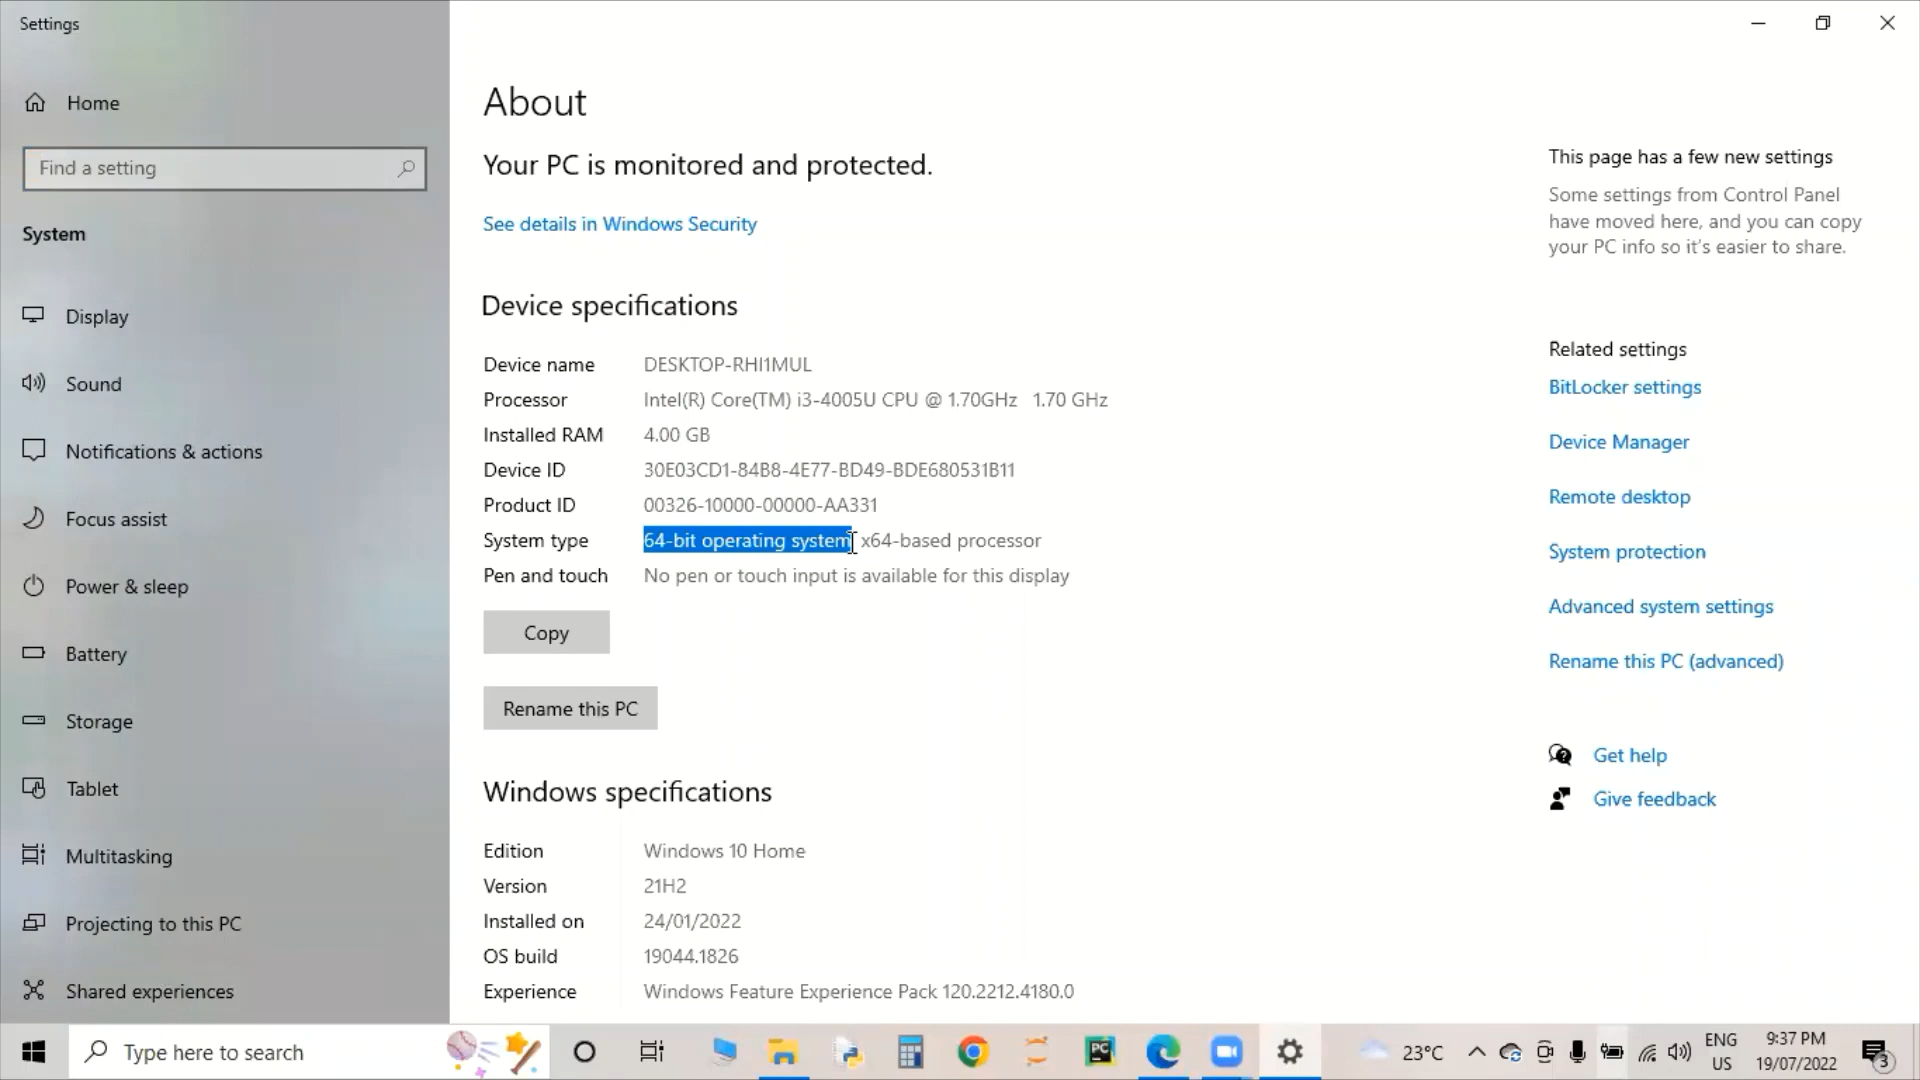 Settings
Home
Find a setting
System
Display
Sound
Notifications & actions
Focus assist
Power & sleep
Battery
Storage
Tablet
Multitasking
Projecting to this PC
Shared experiences
About
Your PC is monitored and protected.
See details in Windows Security
Device specifications
Device name DESKTOP-RHI1MUL
Processor Intel(R) Core(TM) i3-4005U CPU @ 1.70GHz 1.70 GHz
Installed RAM 4.00 GB
Device ID 30E03CD1-84B8-4E77-BD49-BDE680531B11
Product ID 00326-10000-00000-AA331
System type 64-bit operating system, x64-based processor
Pen and touch No pen or touch input is available for this display
Copy
Rename this PC
Windows specifications
Edition Windows 10 Home
Version 21H2
Installed on 24/01/2022
OS build 19044.1826
Experience Windows Feature Experience Pack 120.2212.4180.0
This page has a few new settings
Some settings from Control Panel
have moved here, and you can copy
your PC info so it's easier to share.
Related settings
BitLocker settings
Device Manager
Remote desktop
System protection
Advanced system settings
Rename this PC (advanced)
Get help
Give feedback
Type here to search
PC
23°C
ENG
US
9:37 PM
19/07/2022
3